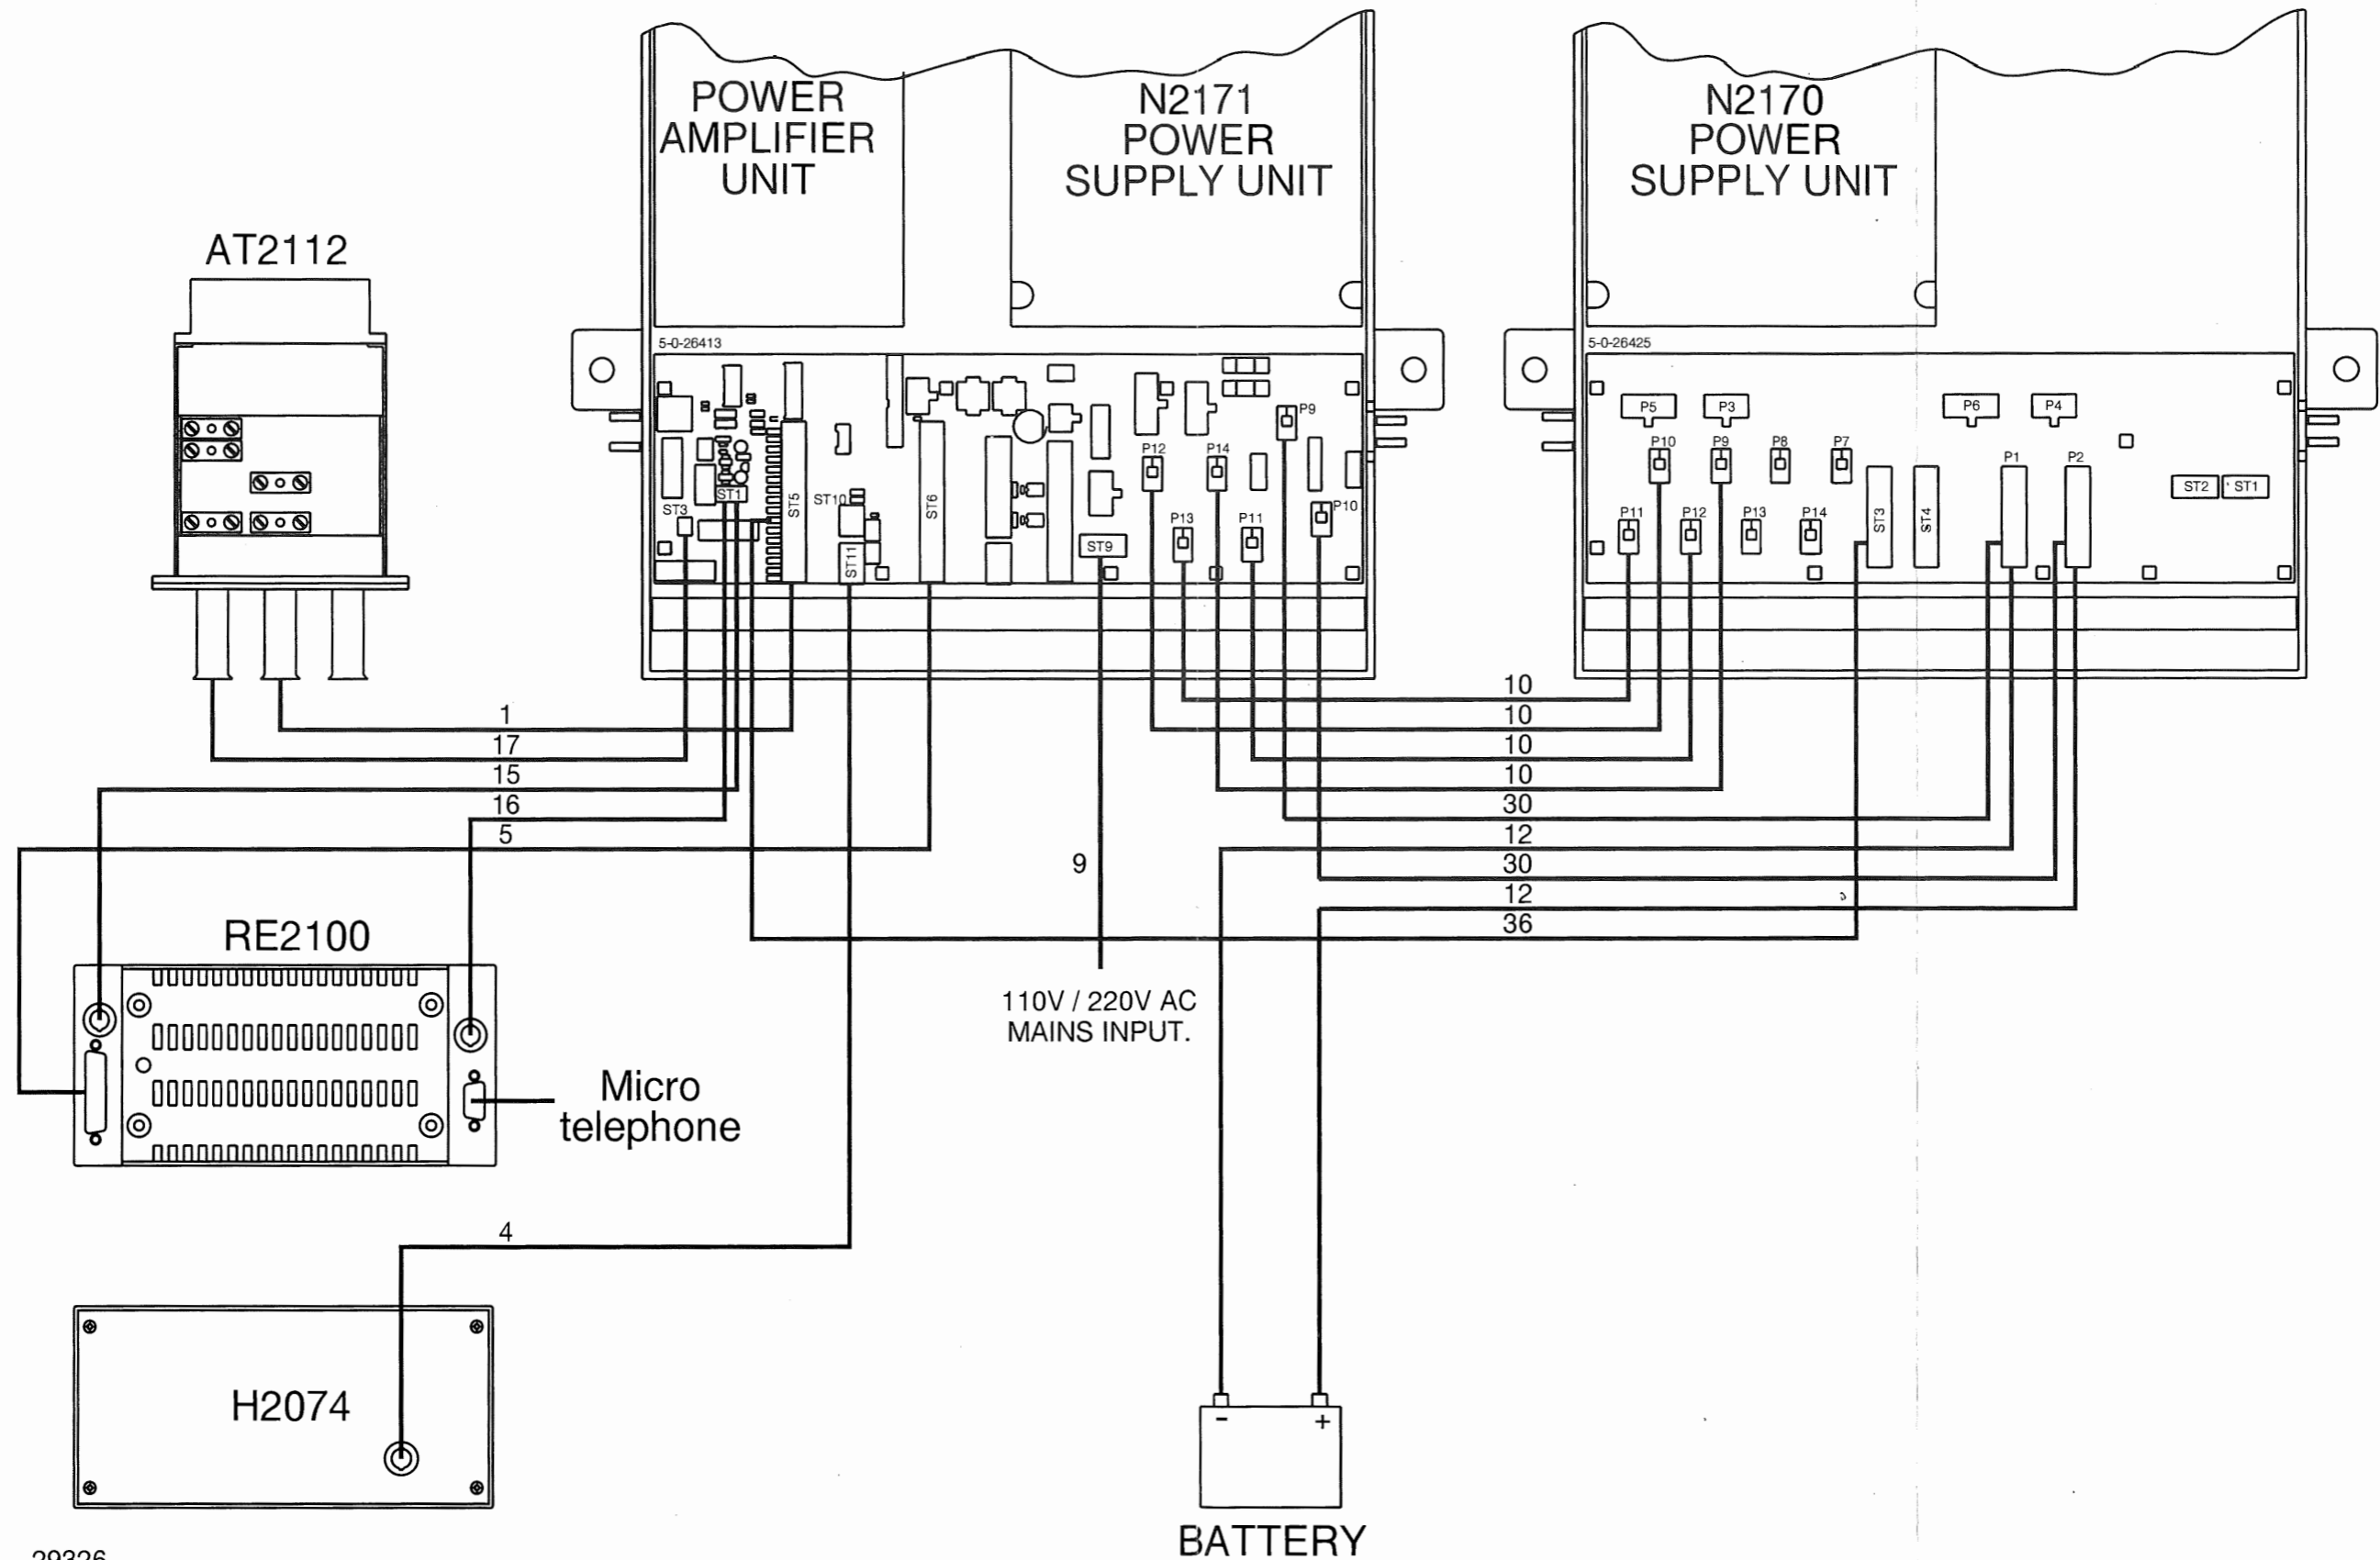 POWER
AMPLIFIER
UNIT
N2171
POWER
SUPPLY UNIT
N2170
POWER
SUPPLY UNIT
AT2112
5-0-26413
5-0-26425
P9
P12
P14
P10
P13
P11
ST1
ST3
ST5
ST10
ST11
ST6
ST9
P5
P3
P6
P4
P10
P9
P8
P7
P1
P2
P11
P12
P13
P14
ST3
ST4
ST2
ST1
1
17
15
16
5
10
10
10
10
30
12
30
12
36
9
RE2100
110V / 220V AC
MAINS INPUT.
Micro
telephone
4
H2074
- +
BATTERY
29326